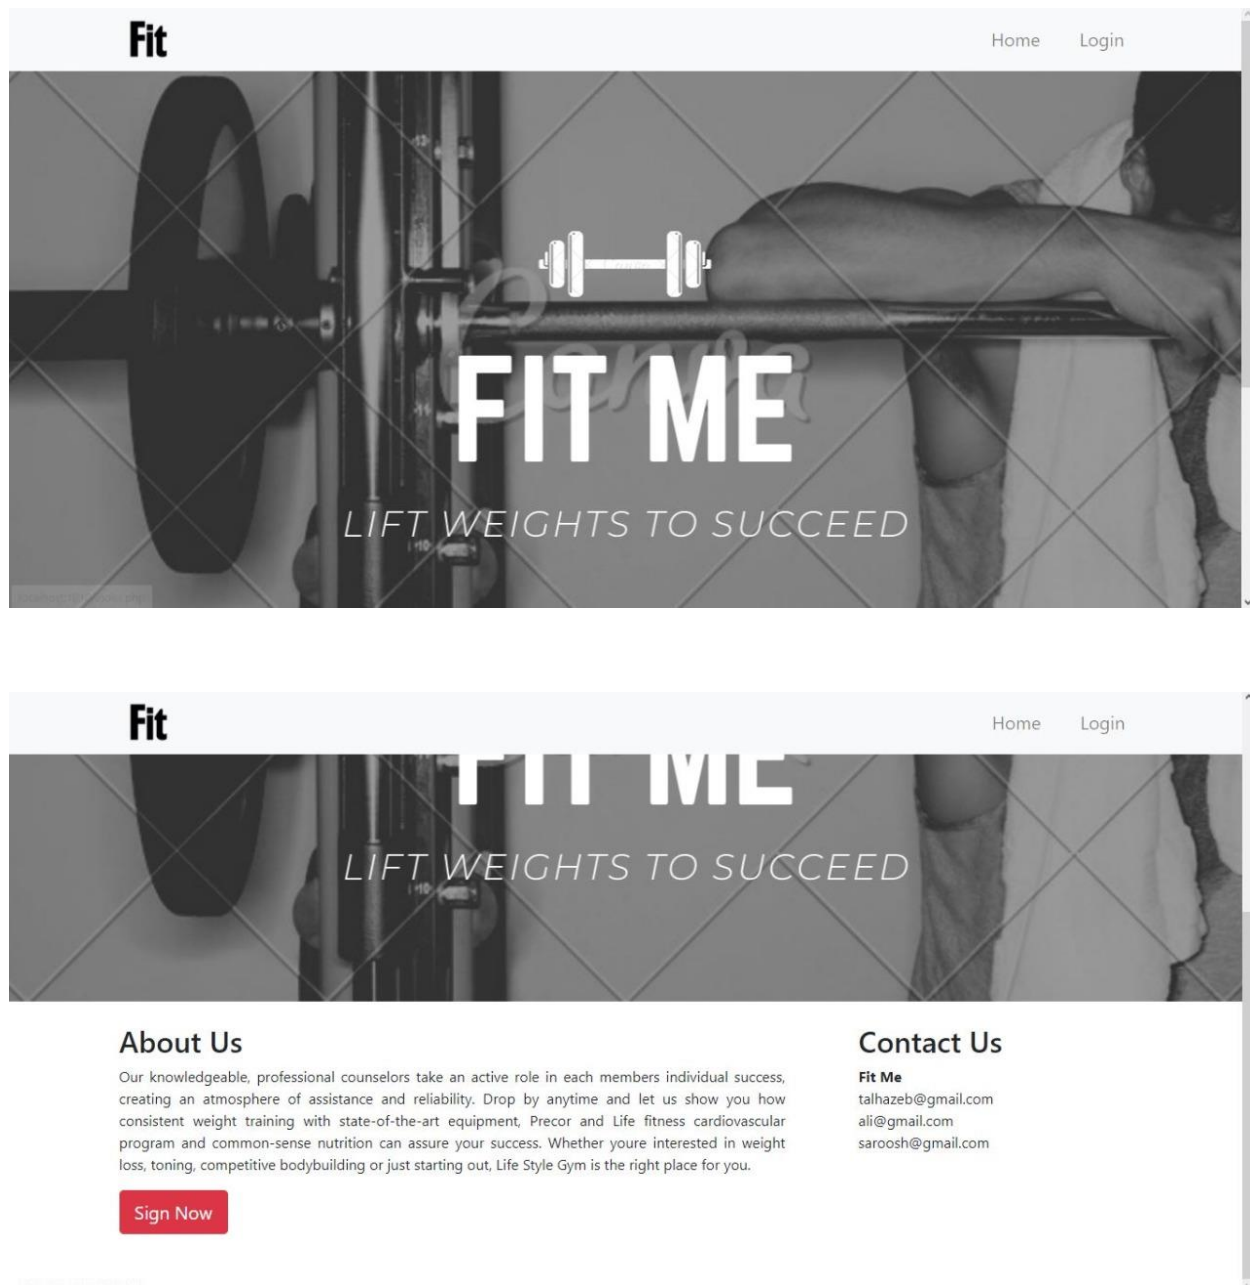 Fit
Home Login
Canva
FIT ME
LIFT WEIGHTS TO SUCCEED
Fit
Home Login
FIT ME
LIFT WEIGHTS TO SUCCEED
About Us
Our knowledgeable, professional counselors take an active role in each members individual success,
creating an atmosphere of assistance and reliability. Drop by anytime and let us show you how
consistent weight training with state-of-the-art equipment, Precor and Life fitness cardiovascular
program and common-sense nutrition can assure your success. Whether youre interested in weight
loss, toning, competitive bodybuilding or just starting out, Life Style Gym is the right place for you.
Sign Now
Contact Us
Fit Me
talhazeb@gmail.com
ali@gmail.com
saroosh@gmail.com